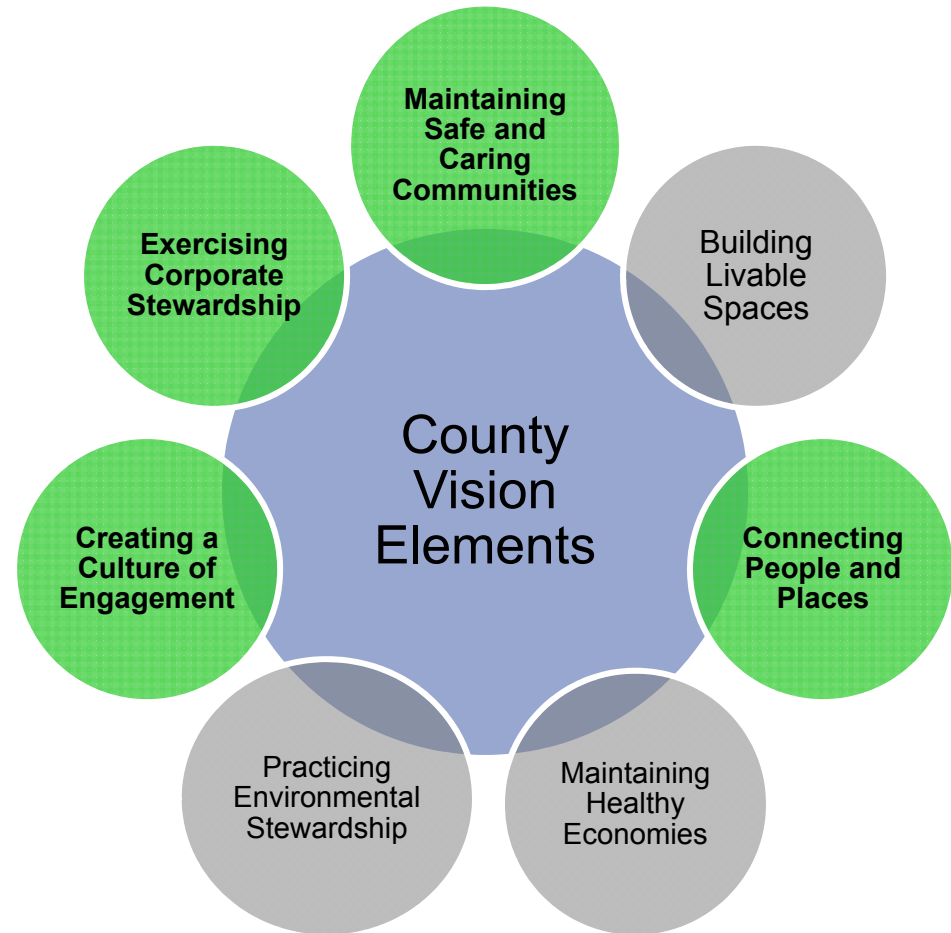 Maintaining
Safe and
Caring
Communities
Building
Livable
Spaces
Connecting
People and
Places
Maintaining
Healthy
Economies
Practicing
Environmental
Stewardship
Creating a
Culture of
Engagement
Exercising
Corporate
Stewardship
County
Vision
Elements